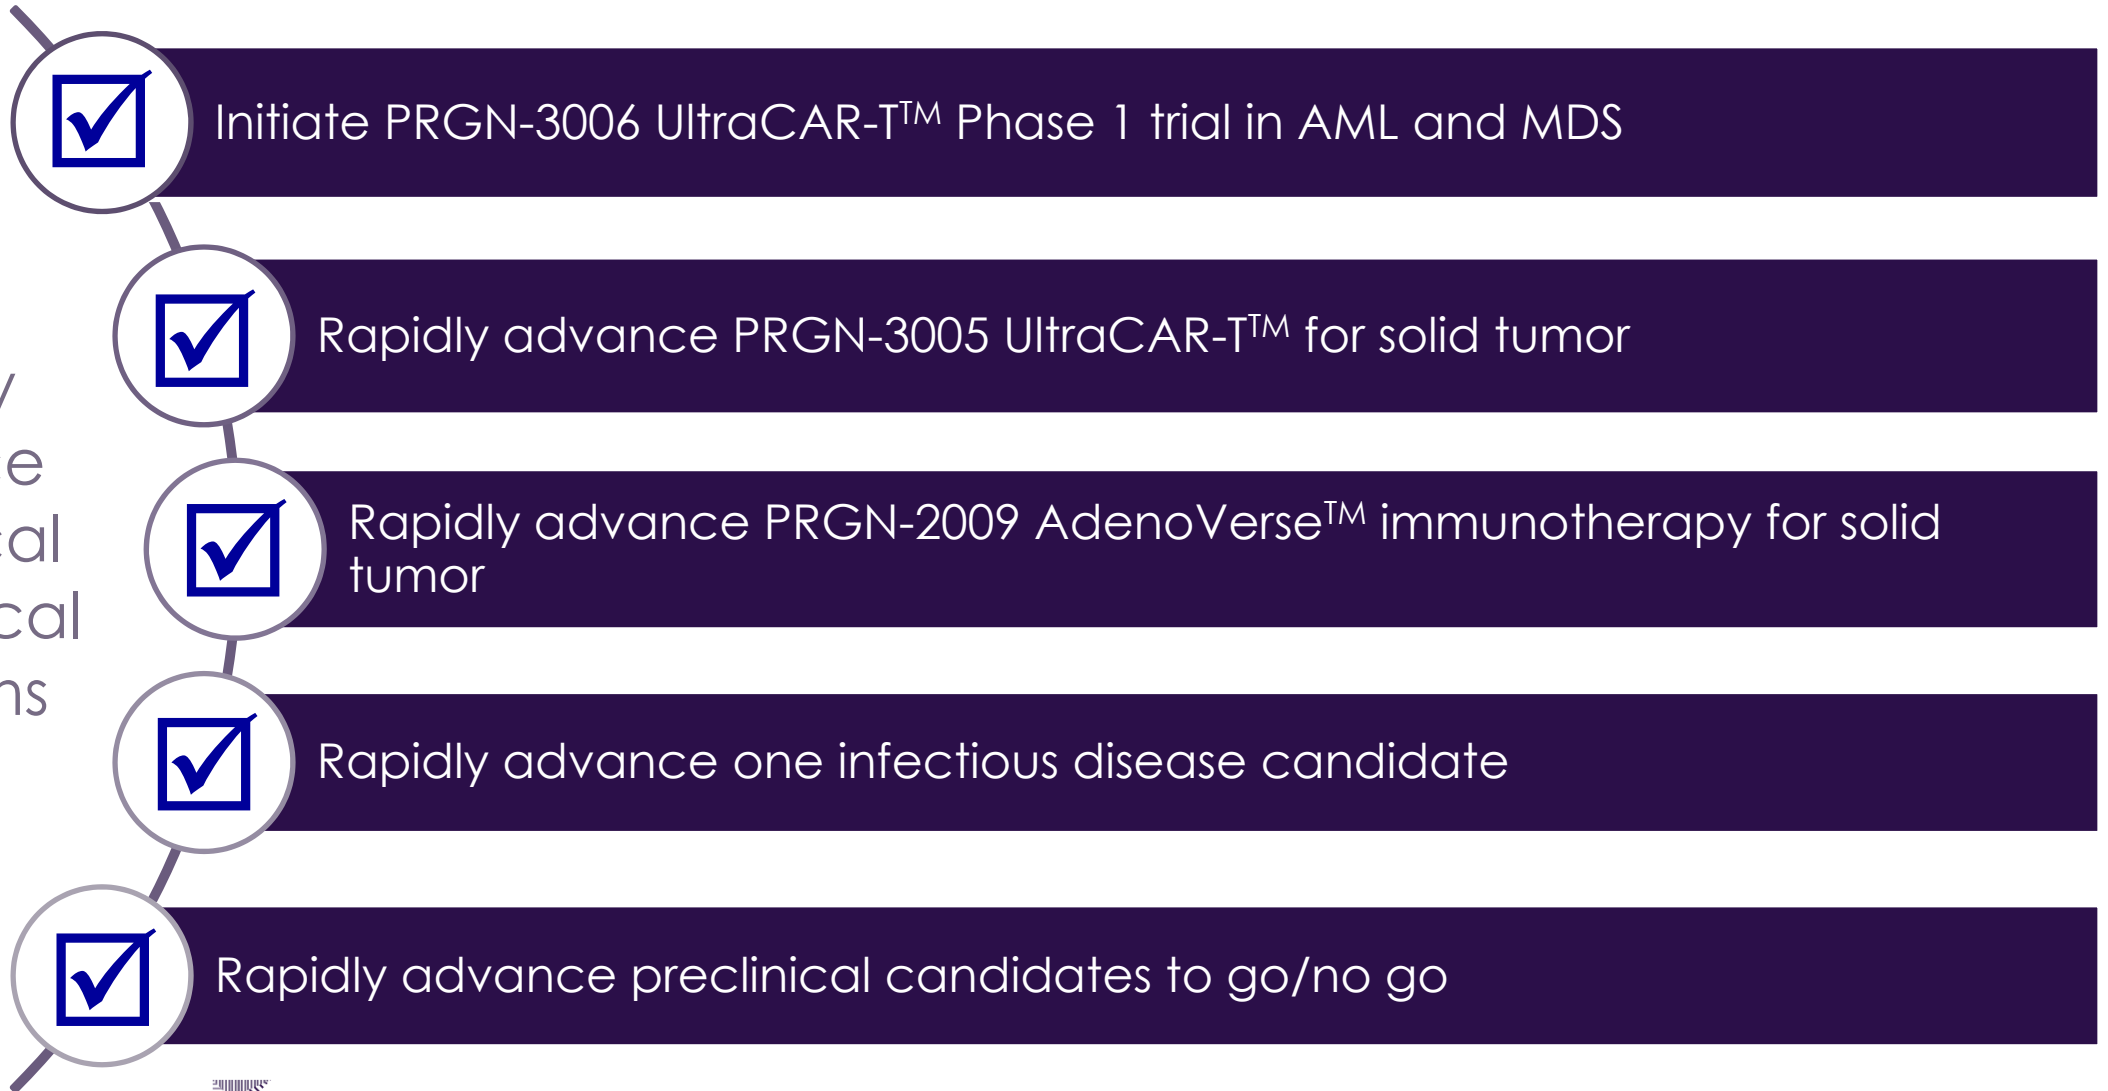 Initiate PRGN-3006 UltraCAR-T™ Phase 1 trial in AML and MDS
Rapidly advance PRGN-3005 UltraCAR-T™ for solid tumor
Rapidly advance PRGN-2009 AdenoVerse™ immunotherapy for solid
tumor
Rapidly advance one infectious disease candidate
Rapidly advance preclinical candidates to go/no go